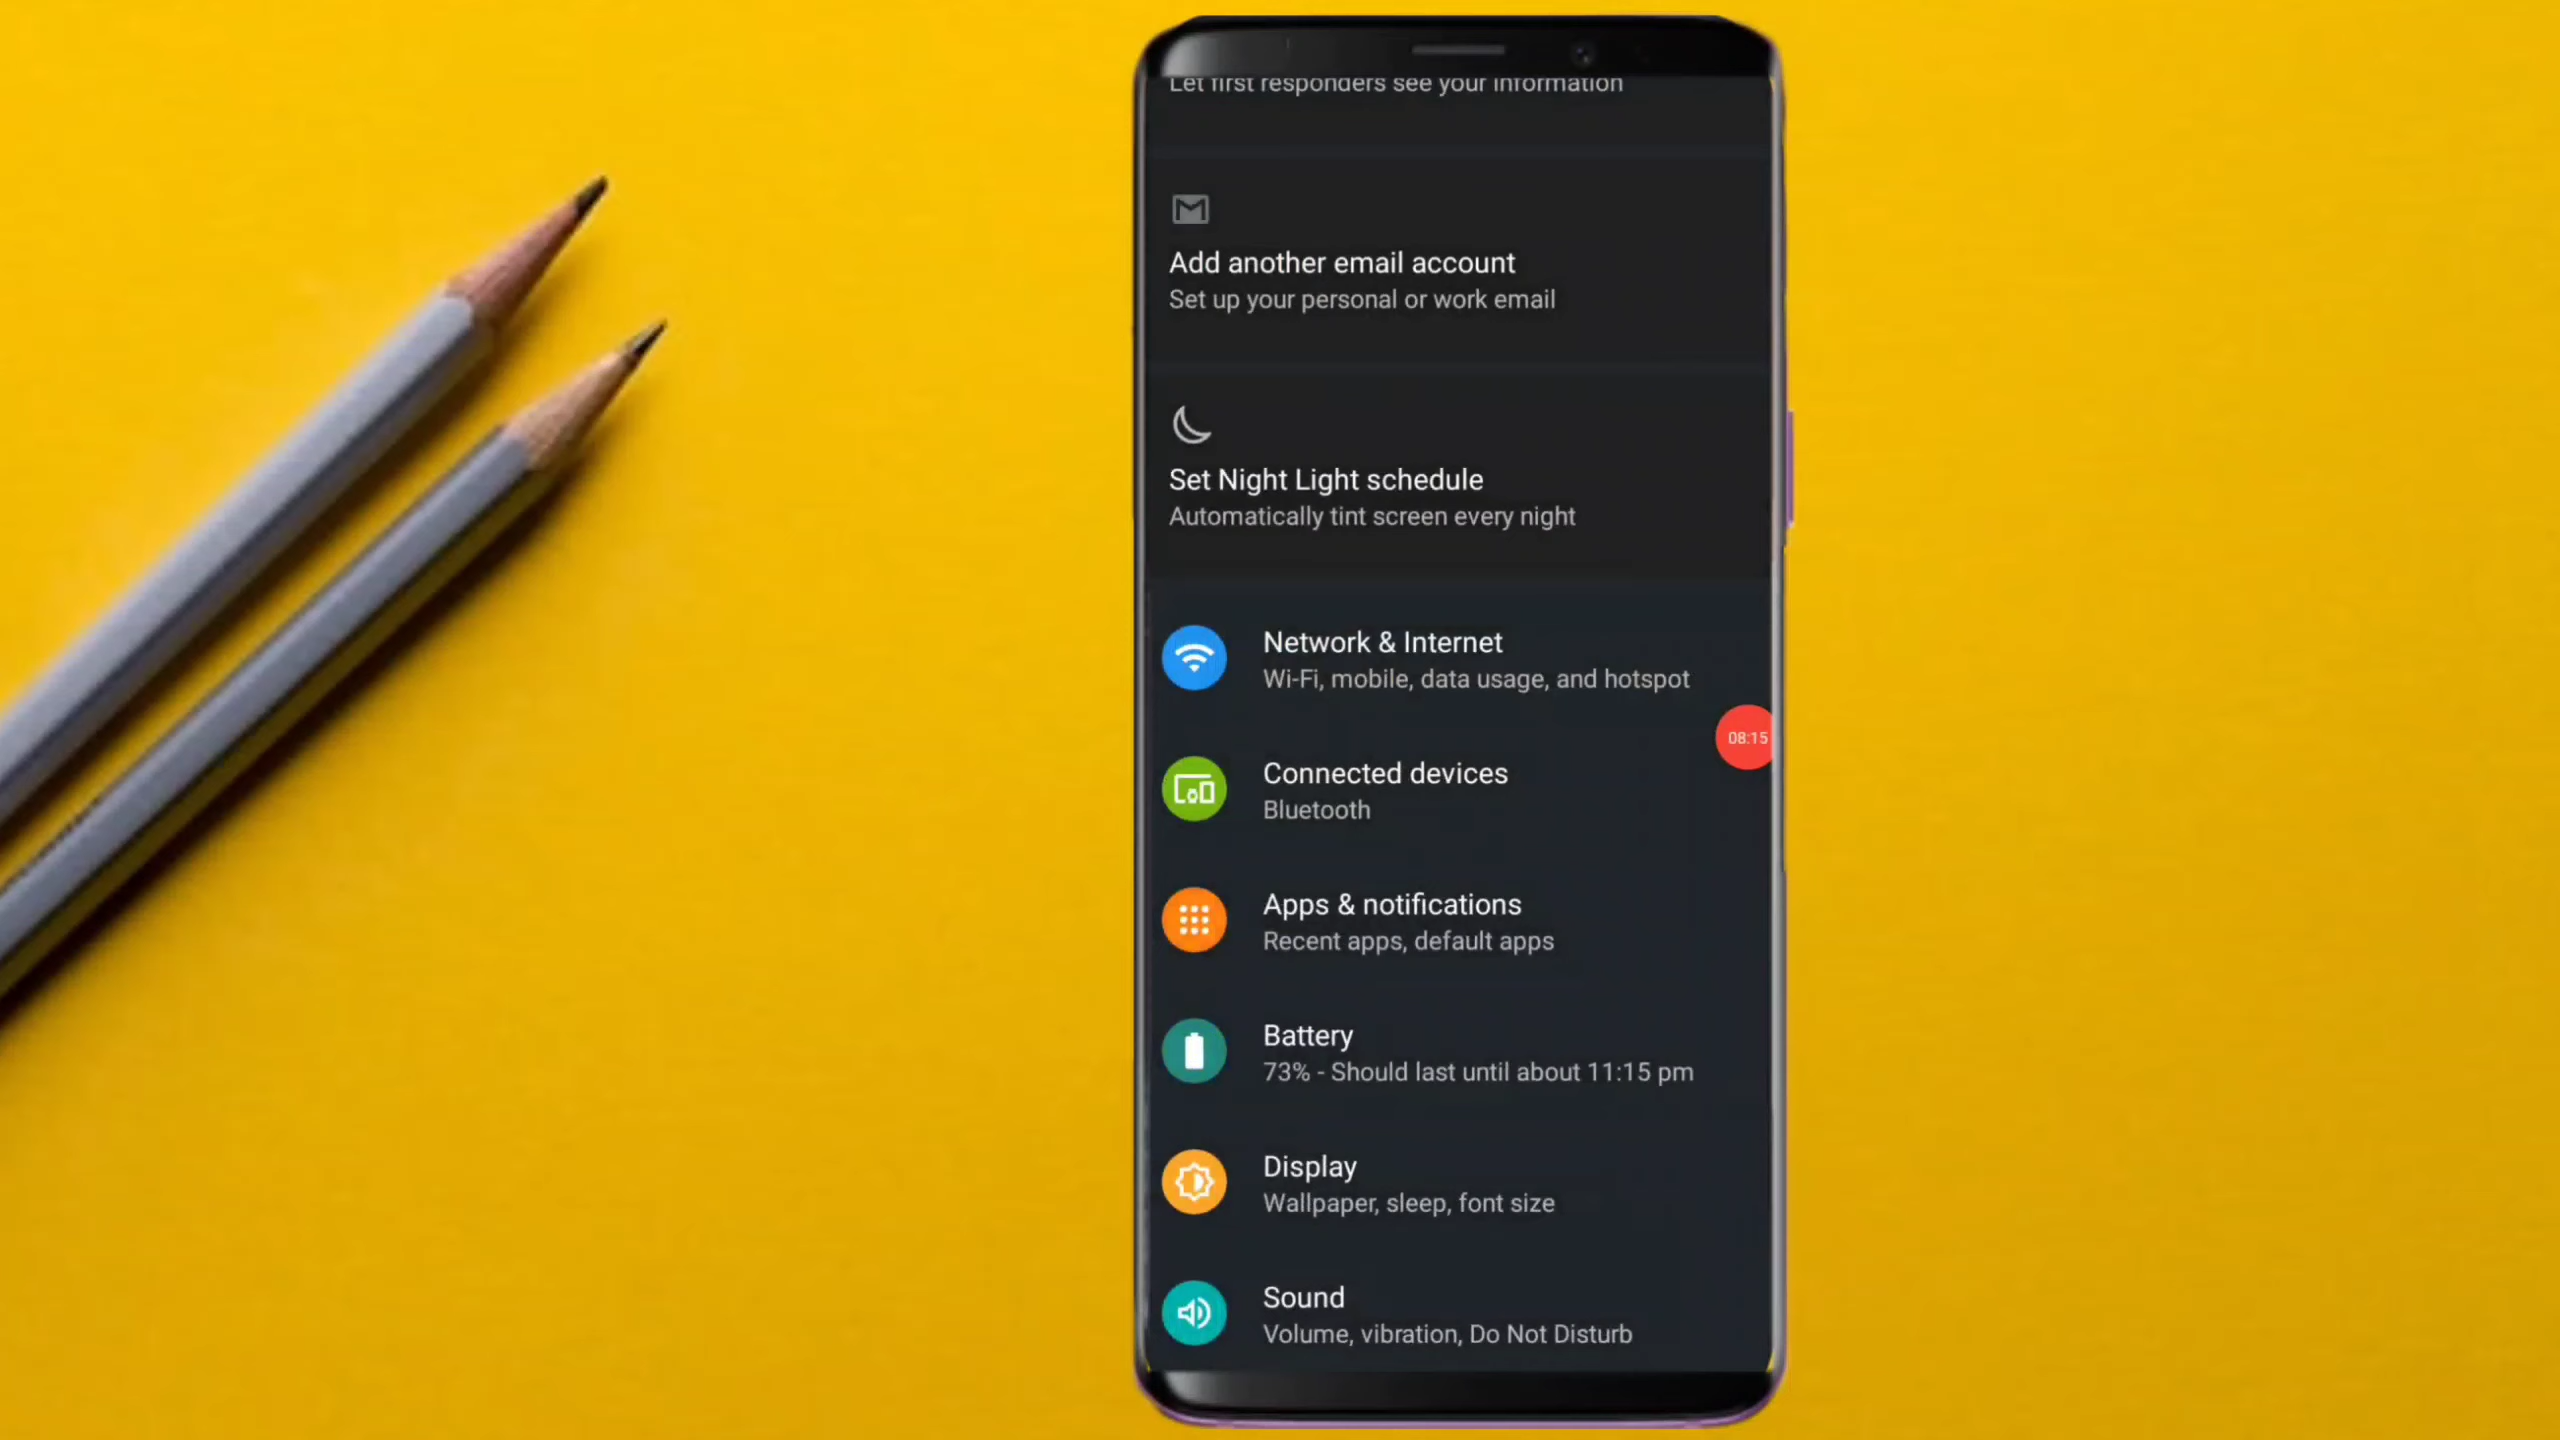 Let first responders see your information
Add another email account
Set up your personal or work email
Set Night Light schedule
Automatically tint screen every night
Network & Internet
Wi-Fi, mobile, data usage, and hotspot
08:15
Connected devices
Bluetooth
Apps & notifications
Recent apps, default apps
Battery
73% - Should last until about 11:15 pm
Display
Wallpaper, sleep, font size
Sound
Volume, vibration, Do Not Disturb